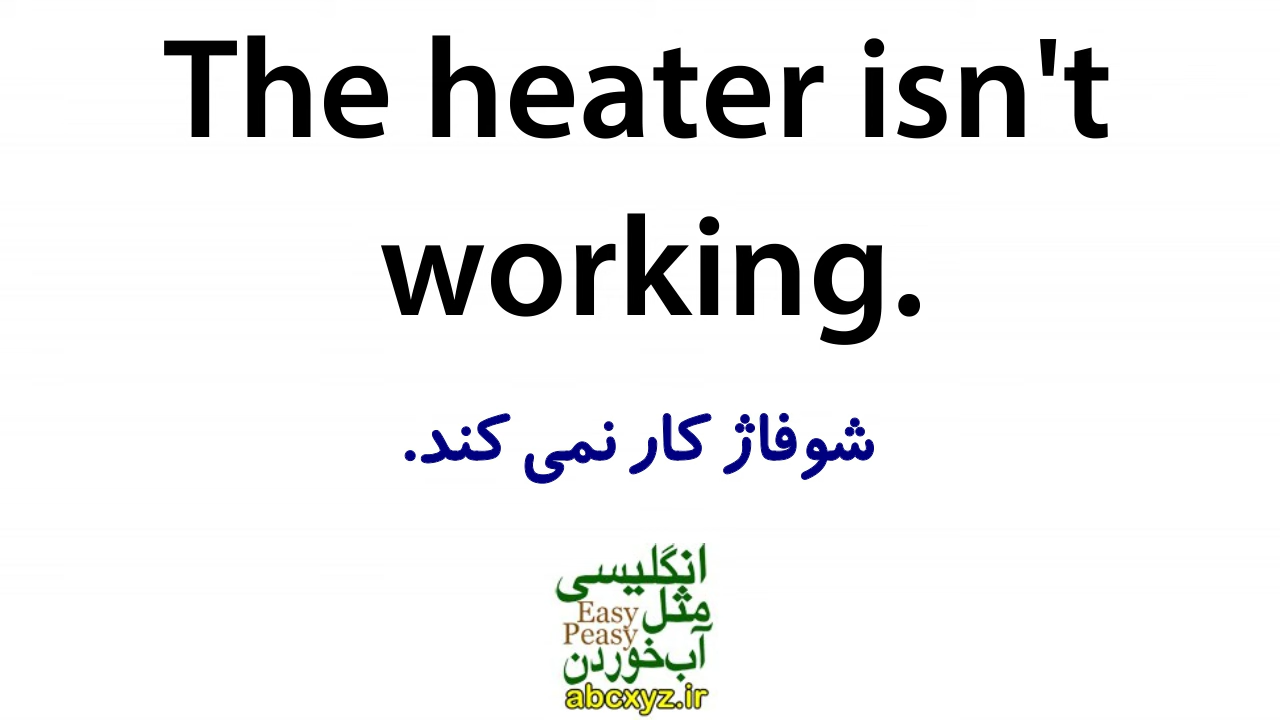 The heater isn't
working.
شوفاژ کار نمی کند.
انگلیسی
مثل
Easy
Peasy
آب‌خوردن
abcxyz.ir